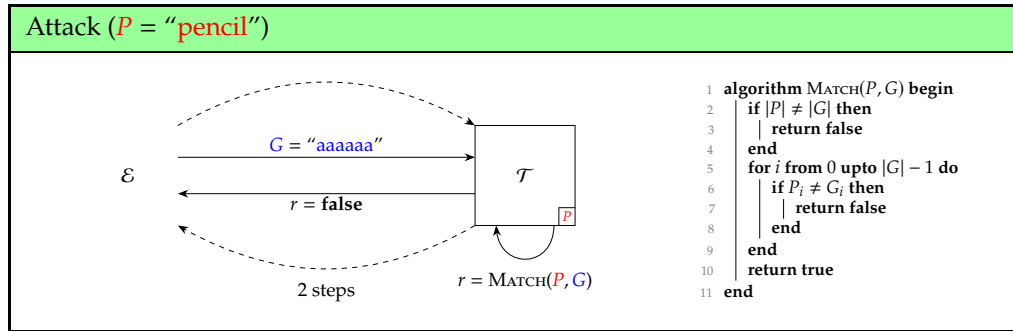 Attack (P = “pencil”)
G = “aaaaaa”
ℰ
𝒯
r = false
P
2 steps
r = Match(P, G)
1 algorithm Match(P, G) begin
2 if |P| ≠ |G| then
3 return false
4 end
5 for i from 0 upto |G| − 1 do
6 if Pᵢ ≠ Gᵢ then
7 return false
8 end
9 end
10 return true
11 end